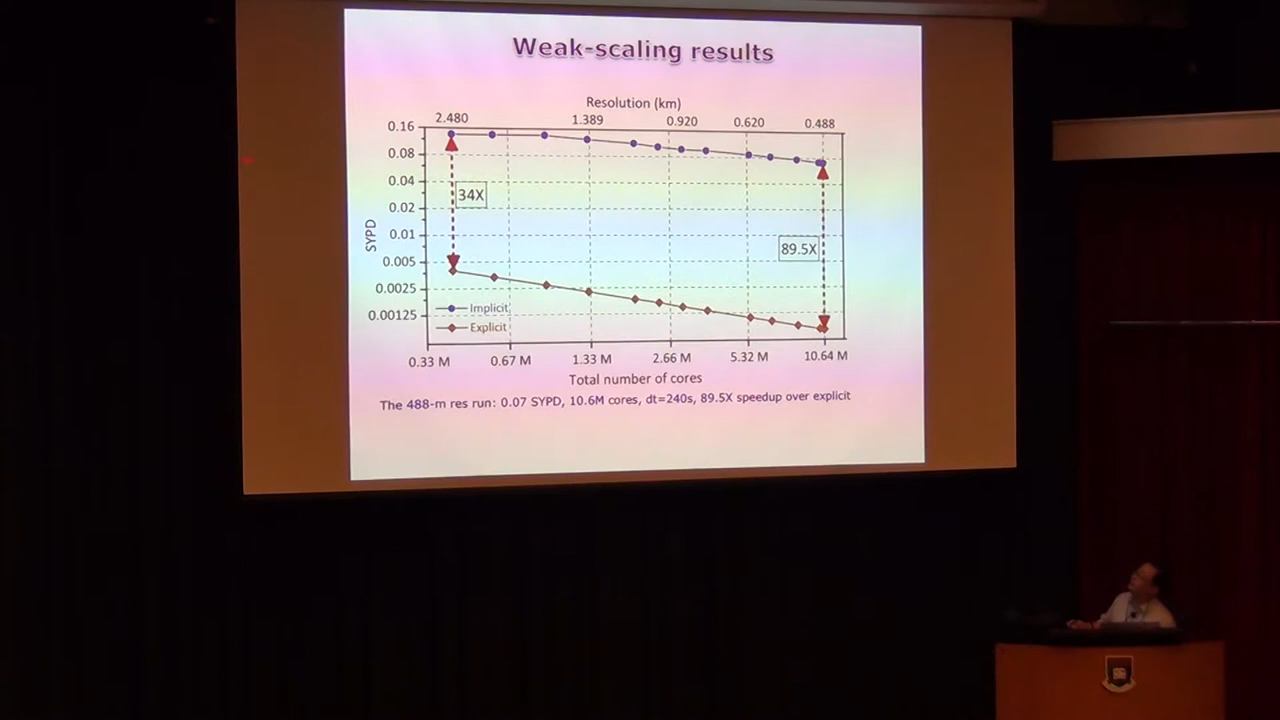 Weak-scaling results
Resolution (km)
2.480 1.389 0.920 0.620 0.488
0.16
0.08
0.04
0.02
0.01
0.005
0.0025
0.00125
SYPD
34X
89.5X
Implicit
Explicit
0.33 M 0.67 M 1.33 M 2.66 M 5.32 M 10.64 M
Total number of cores
The 488-m res run: 0.07 SYPD, 10.6M cores, dt=240s, 89.5X speedup over explicit